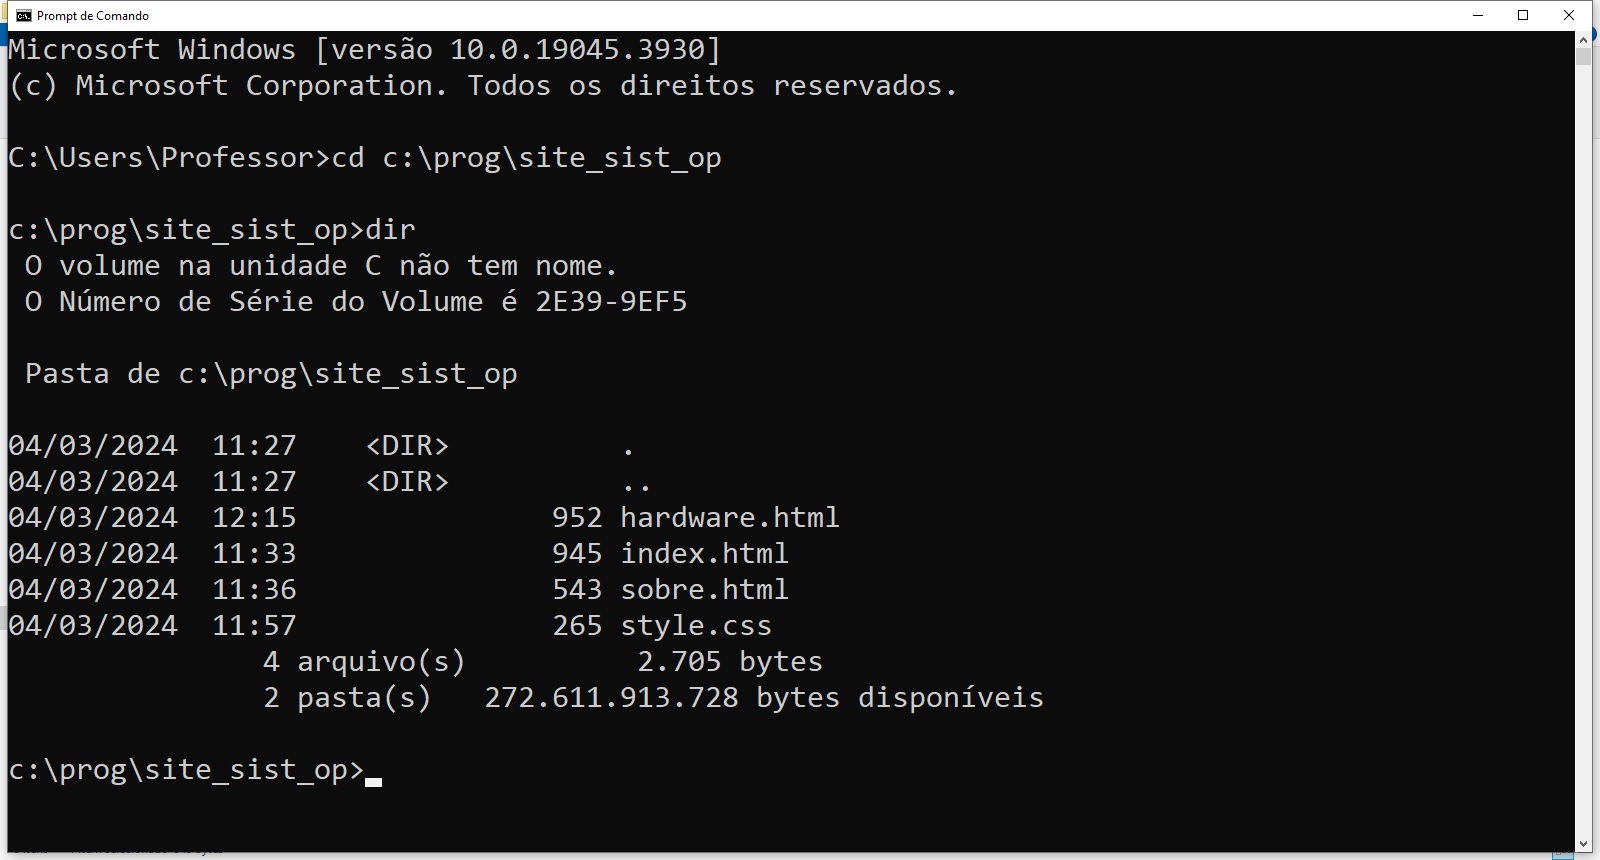 Prompt de Comando
Microsoft Windows [versão 10.0.19045.3930]
(c) Microsoft Corporation. Todos os direitos reservados.
C:\Users\Professor>cd c:\prog\site_sist_op
c:\prog\site_sist_op>dir
 O volume na unidade C não tem nome.
 O Número de Série do Volume é 2E39-9EF5
 Pasta de c:\prog\site_sist_op
04/03/2024  11:27    <DIR>          .
04/03/2024  11:27    <DIR>          ..
04/03/2024  12:15               952 hardware.html
04/03/2024  11:33               945 index.html
04/03/2024  11:36               543 sobre.html
04/03/2024  11:57               265 style.css
               4 arquivo(s)          2.705 bytes
               2 pasta(s)   272.611.913.728 bytes disponíveis
c:\prog\site_sist_op>